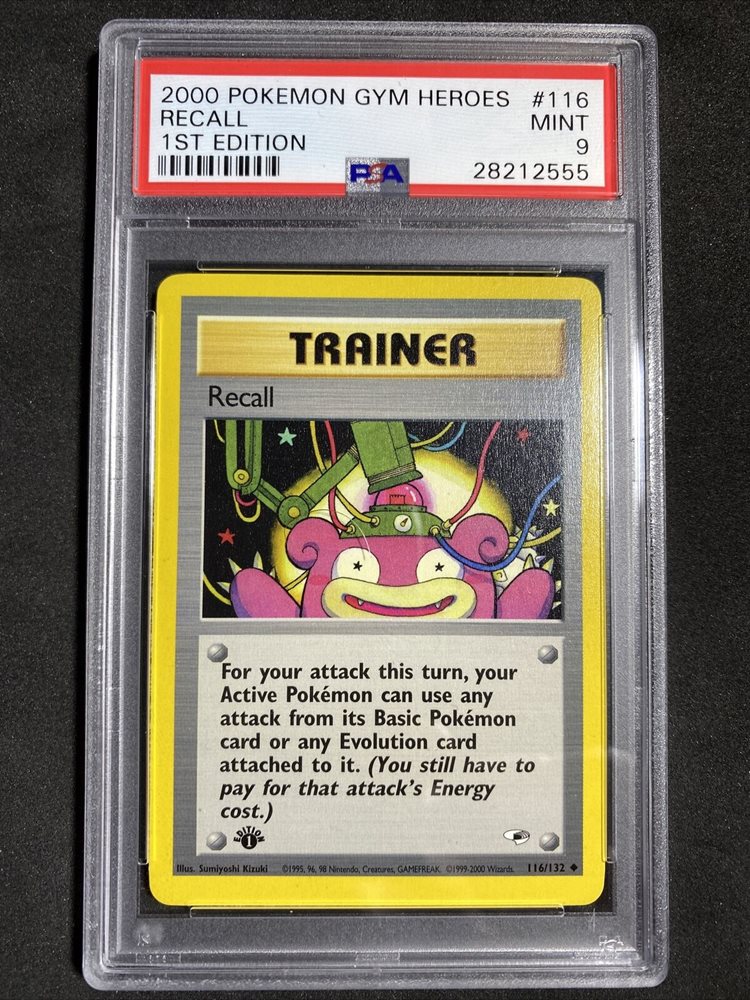 2000 POKEMON GYM HEROES #116
RECALL MINT
1ST EDITION 9
PSA 28212555
TRAINER
Recall
For your attack this turn, your
Active Pokémon can use any
attack from its Basic Pokémon
card or any Evolution card
attached to it. (You still have to
pay for that attack's Energy
cost.)
EDITION
1
Illus. Sumiyoshi Kizuki ©1995, 96, 98 Nintendo, Creatures, GAMEFREAK. ©1999-2000 Wizards. 116/132 ◆